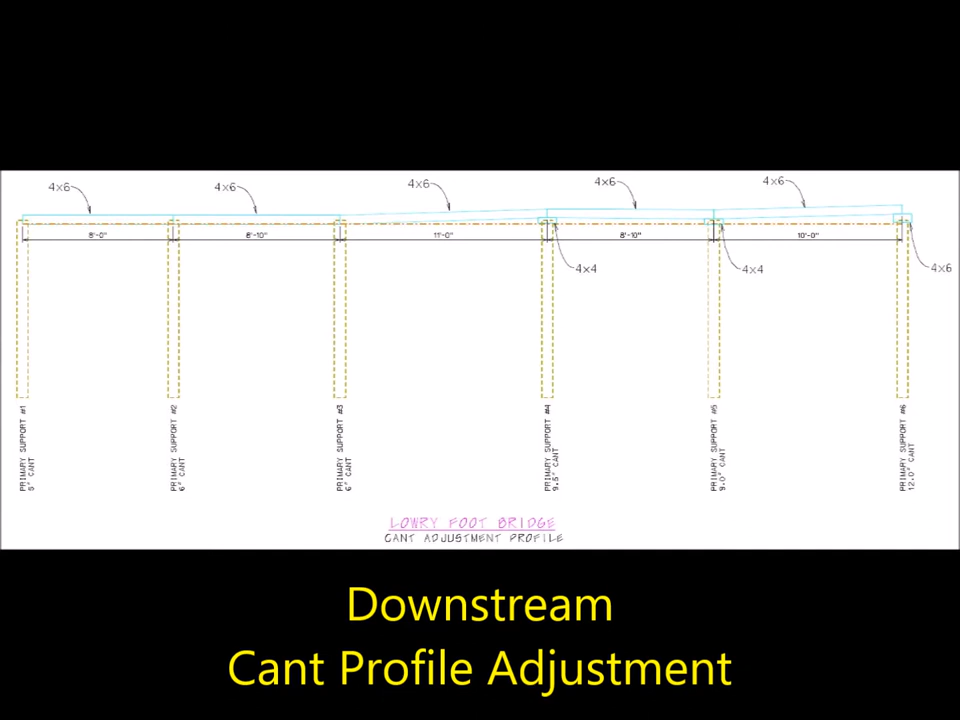 4x6 4x6 4x6 4x6 4x6
8'-0" 8'-10" 11'-0" 8'-10" 10'-0"
4x4 4x4 4x6
PRIMARY SUPPORT #1
5" CANT
PRIMARY SUPPORT #2
6" CANT
PRIMARY SUPPORT #3
6" CANT
PRIMARY SUPPORT #4
9.5" CANT
PRIMARY SUPPORT #5
9.0" CANT
PRIMARY SUPPORT #6
12.0" CANT
LOWRY FOOT BRIDGE
CANT ADJUSTMENT PROFILE
Downstream
Cant Profile Adjustment